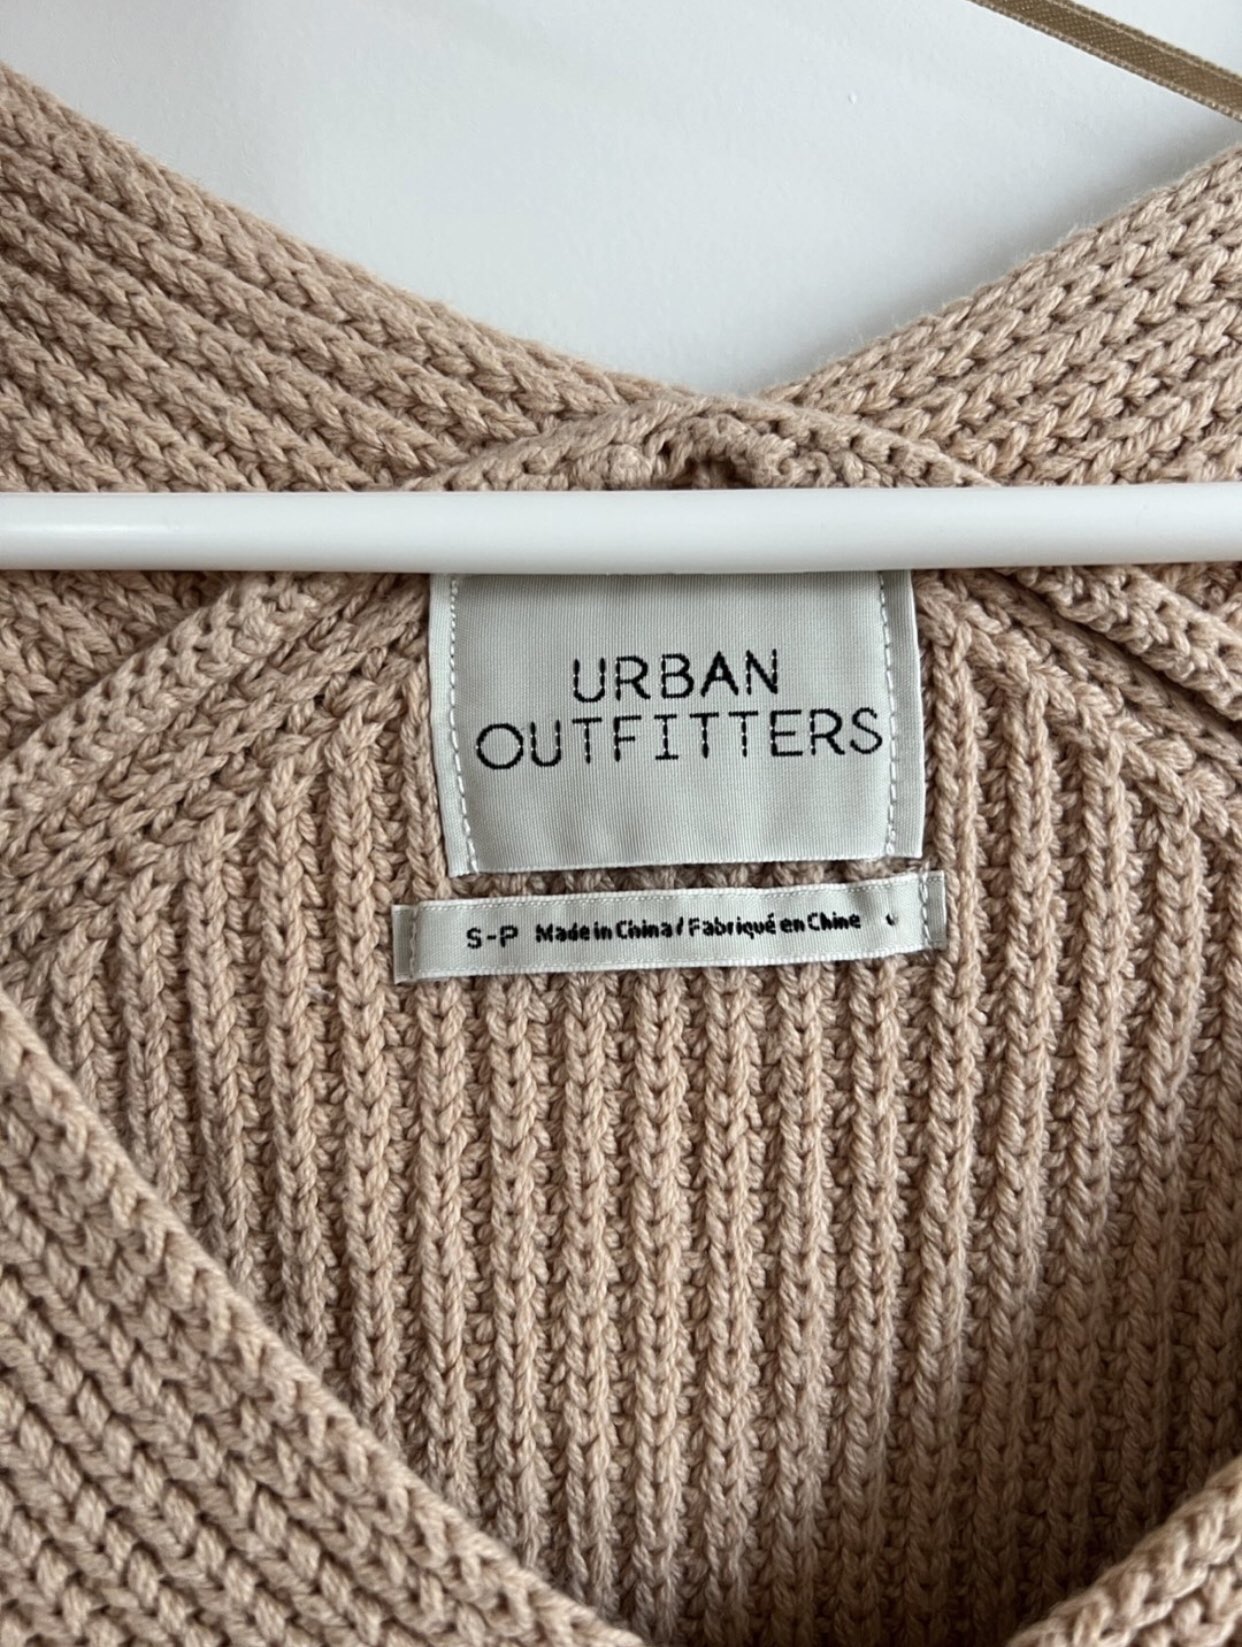 URBAN
OUTFITTERS
S-P Made in China / Fabriqué en Chine